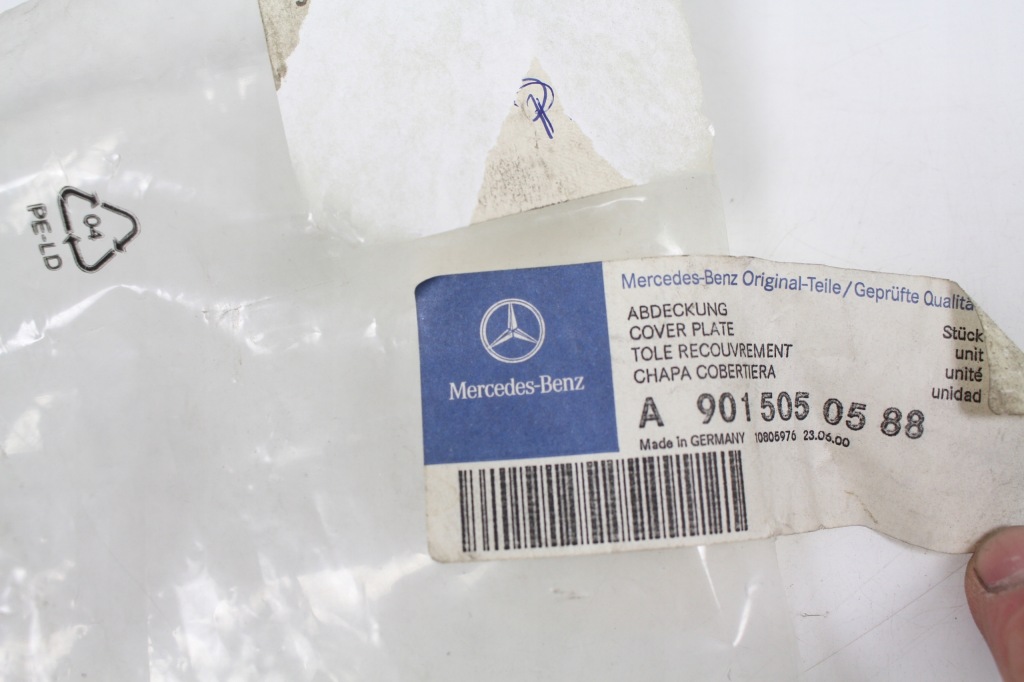 04
PE-LD
Mercedes-Benz
Mercedes-Benz Original-Teile/Geprüfte Qualitä
ABDECKUNG
COVER PLATE
TOLE RECOUVREMENT
CHAPA COBERTIERA
Stück
unit
unité
unidad
A 901 505 05 88
Made in GERMANY 10805976 23.06.00